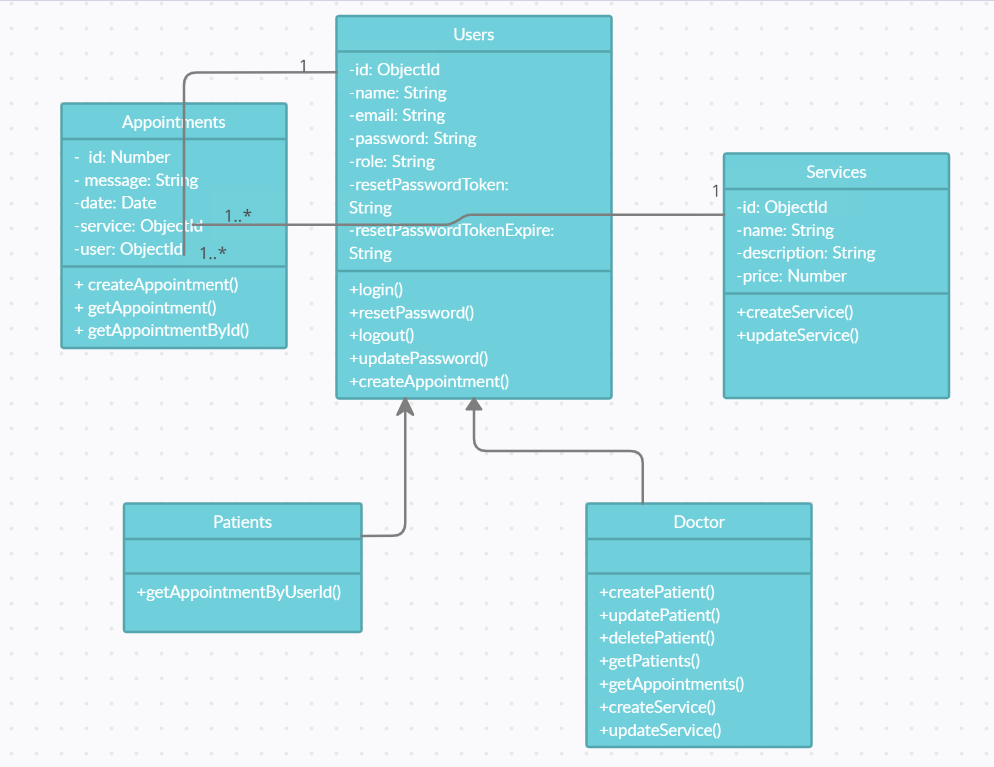 Users
-id: ObjectId
-name: String
-email: String
-password: String
-role: String
-resetPasswordToken:
String
-resetPasswordTokenExpire:
String
+login()
+resetPassword()
+logout()
+updatePassword()
+createAppointment()
1
Appointments
- id: Number
- message: String
-date: Date
-service: ObjectId
-user: ObjectId
1..*
1..*
+ createAppointment()
+ getAppointment()
+ getAppointmentById()
1
Services
-id: ObjectId
-name: String
-description: String
-price: Number
+createService()
+updateService()
Patients
+getAppointmentByUserId()
Doctor
+createPatient()
+updatePatient()
+deletePatient()
+getPatients()
+getAppointments()
+createService()
+updateService()